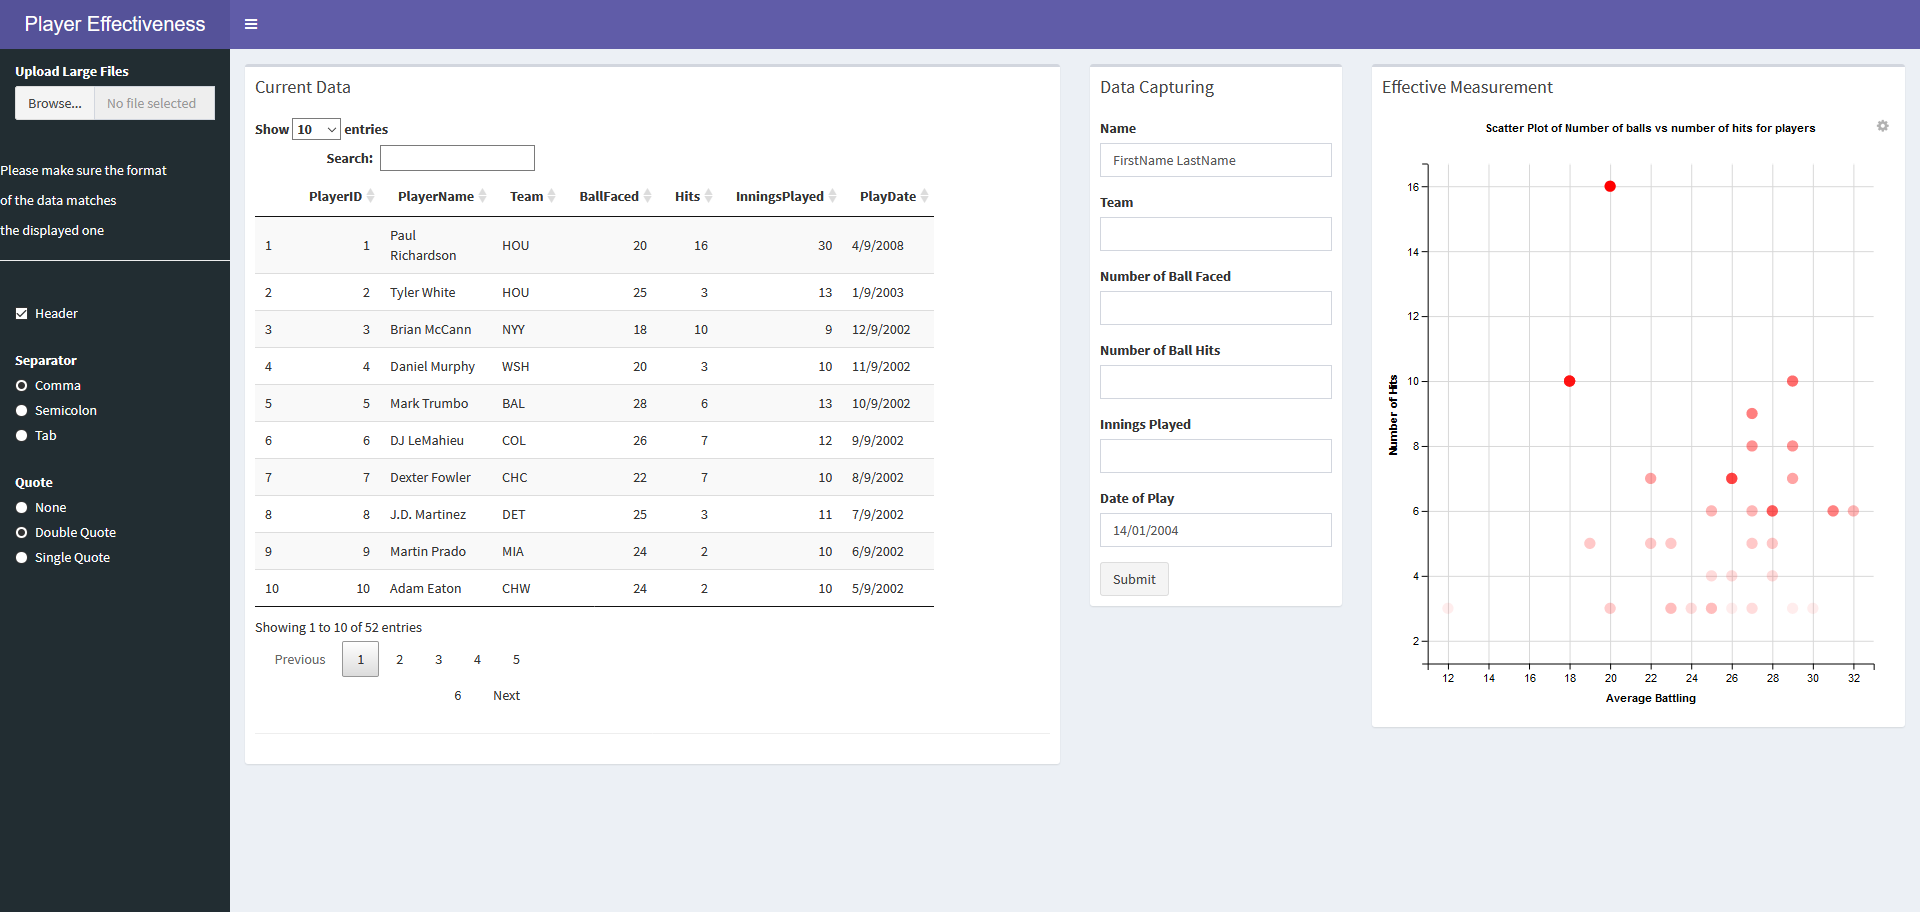 Player Effectiveness
Upload Large Files
Browse... No file selected
Please make sure the format
of the data matches
the displayed one
Header
Separator
Comma
Semicolon
Tab
Quote
None
Double Quote
Single Quote
Current Data
Show 10 entries
Search:
PlayerID PlayerName Team BallFaced Hits InningsPlayed PlayDate
1 1 Paul Richardson HOU 20 16 30 4/9/2008
2 2 Tyler White HOU 25 3 13 1/9/2003
3 3 Brian McCann NYY 18 10 9 12/9/2002
4 4 Daniel Murphy WSH 20 3 10 11/9/2002
5 5 Mark Trumbo BAL 28 6 13 10/9/2002
6 6 DJ LeMahieu COL 26 7 12 9/9/2002
7 7 Dexter Fowler CHC 22 7 10 8/9/2002
8 8 J.D. Martinez DET 25 3 11 7/9/2002
9 9 Martin Prado MIA 24 2 10 6/9/2002
10 10 Adam Eaton CHW 24 2 10 5/9/2002
Showing 1 to 10 of 52 entries
Previous 1 2 3 4 5
6 Next
Data Capturing
Name
FirstName LastName
Team
Number of Ball Faced
Number of Ball Hits
Innings Played
Date of Play
14/01/2004
Submit
Effective Measurement
Scatter Plot of Number of balls vs number of hits for players
Number of Hits
16
14
12
10
8
6
4
2
12 14 16 18 20 22 24 26 28 30 32
Average Battling